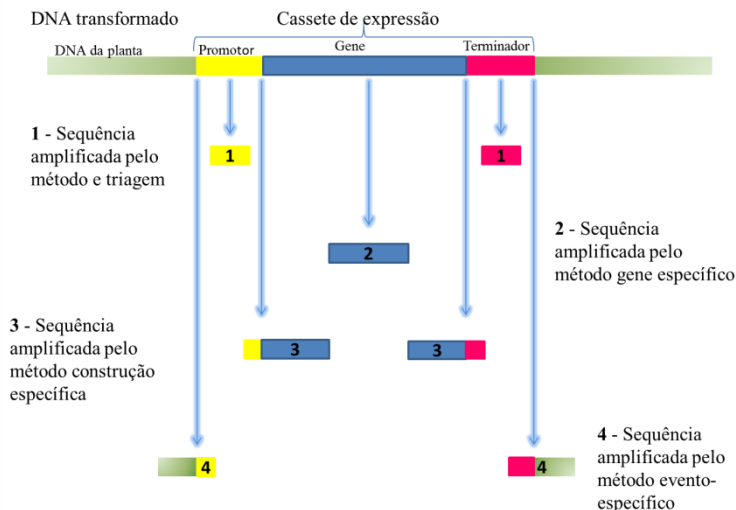 DNA transformado
Cassete de expressão
DNA da planta
Promotor
Gene
Terminador
1 - Sequência
amplificada pelo
método e triagem
1
1
2
2 - Sequência
amplificada pelo
método gene específico
3 - Sequência
amplificada pelo
método construção
específica
3
3
4
4
4 - Sequência
amplificada pelo
método evento-
específico